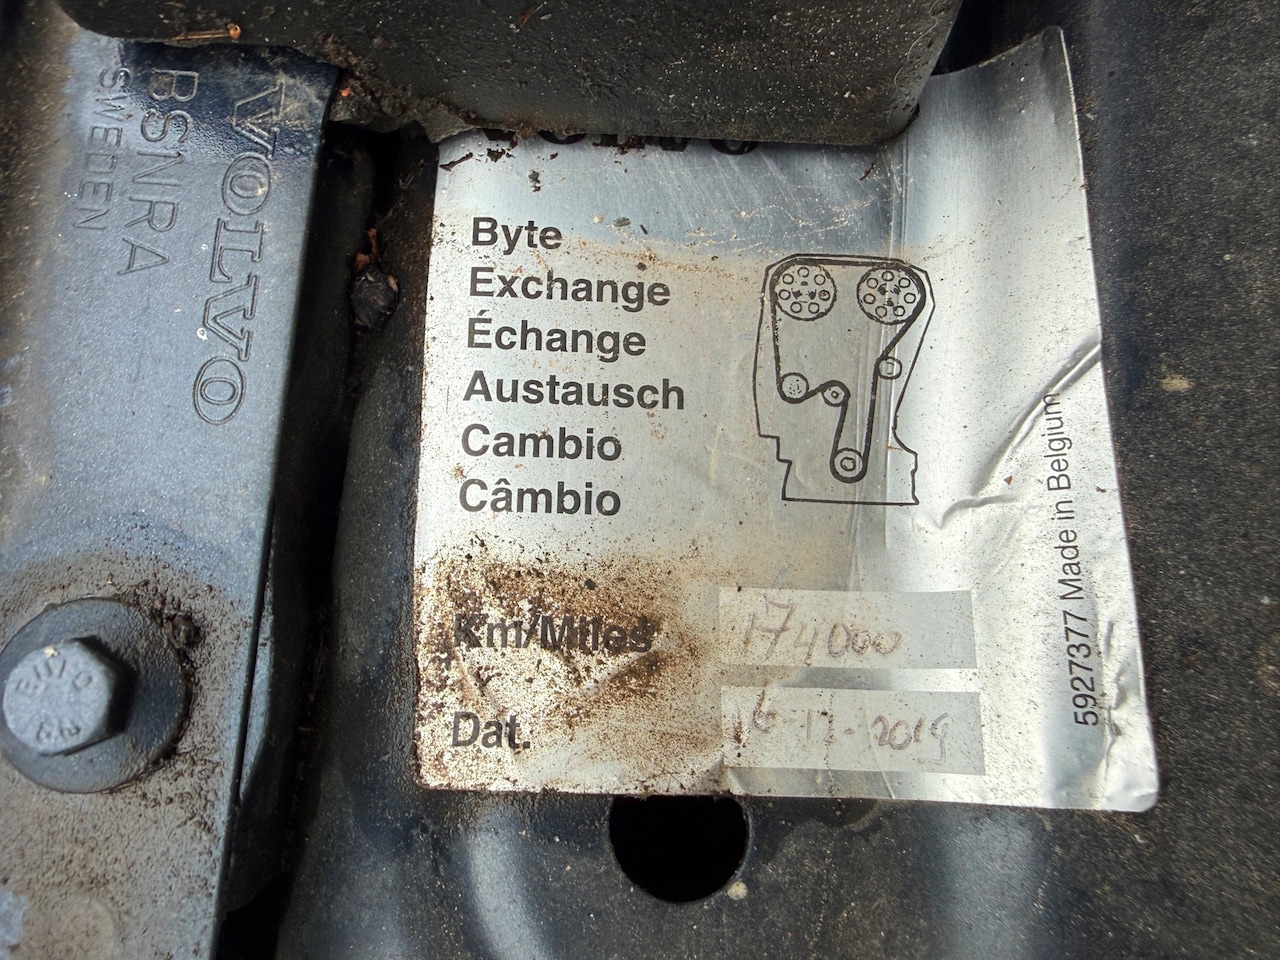 VOLVO
BSNRA
SWEDEN
Byte
Exchange
Échange
Austausch
Cambio
Câmbio
Km/Miles 174000
Dat. 16-12-2019
5927377 Made in Belgium